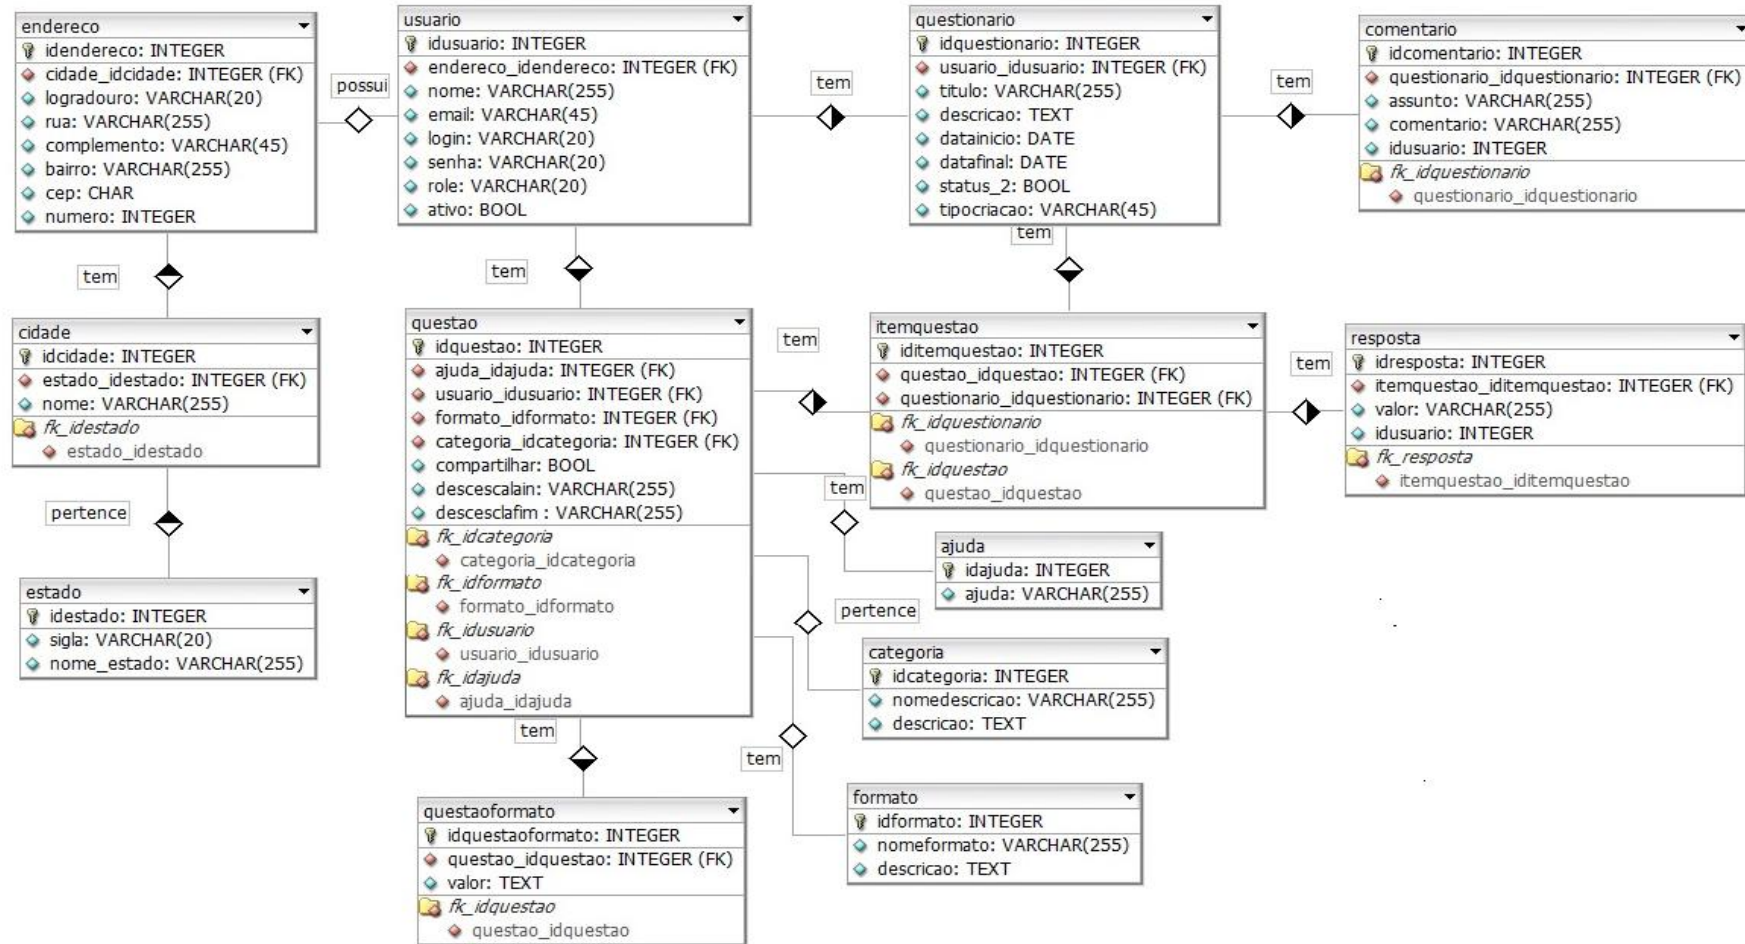 endereco
idendereco: INTEGER
cidade_idcidade: INTEGER (FK)
logradouro: VARCHAR(20)
rua: VARCHAR(255)
complemento: VARCHAR(45)
bairro: VARCHAR(255)
cep: CHAR
numero: INTEGER
possui
usuario
idusuario: INTEGER
endereco_idendereco: INTEGER (FK)
nome: VARCHAR(255)
email: VARCHAR(45)
login: VARCHAR(20)
senha: VARCHAR(20)
role: VARCHAR(20)
ativo: BOOL
tem
questionario
idquestionario: INTEGER
usuario_idusuario: INTEGER (FK)
titulo: VARCHAR(255)
descricao: TEXT
datainicio: DATE
datafinal: DATE
status_2: BOOL
tipocriacao: VARCHAR(45)
tem
comentario
idcomentario: INTEGER
questionario_idquestionario: INTEGER (FK)
assunto: VARCHAR(255)
comentario: VARCHAR(255)
idusuario: INTEGER
fk_idquestionario
questionario_idquestionario
tem
tem
tem
cidade
idcidade: INTEGER
estado_idestado: INTEGER (FK)
nome: VARCHAR(255)
fk_idestado
estado_idestado
pertence
estado
idestado: INTEGER
sigla: VARCHAR(20)
nome_estado: VARCHAR(255)
questao
idquestao: INTEGER
ajuda_idajuda: INTEGER (FK)
usuario_idusuario: INTEGER (FK)
formato_idformato: INTEGER (FK)
categoria_idcategoria: INTEGER (FK)
compartilhar: BOOL
descescalain: VARCHAR(255)
descesclafim : VARCHAR(255)
fk_idcategoria
categoria_idcategoria
fk_idformato
formato_idformato
fk_idusuario
usuario_idusuario
fk_idajuda
ajuda_idajuda
tem
itemquestao
iditemquestao: INTEGER
questao_idquestao: INTEGER (FK)
questionario_idquestionario: INTEGER (FK)
fk_idquestionario
questionario_idquestionario
fk_idquestao
questao_idquestao
tem
resposta
idresposta: INTEGER
itemquestao_iditemquestao: INTEGER (FK)
valor: VARCHAR(255)
idusuario: INTEGER
fk_resposta
itemquestao_iditemquestao
tem
ajuda
idajuda: INTEGER
ajuda: VARCHAR(255)
pertence
categoria
idcategoria: INTEGER
nomedescricao: VARCHAR(255)
descricao: TEXT
tem
formato
idformato: INTEGER
nomeformato: VARCHAR(255)
descricao: TEXT
tem
questaoformato
idquestaoformato: INTEGER
questao_idquestao: INTEGER (FK)
valor: TEXT
fk_idquestao
questao_idquestao